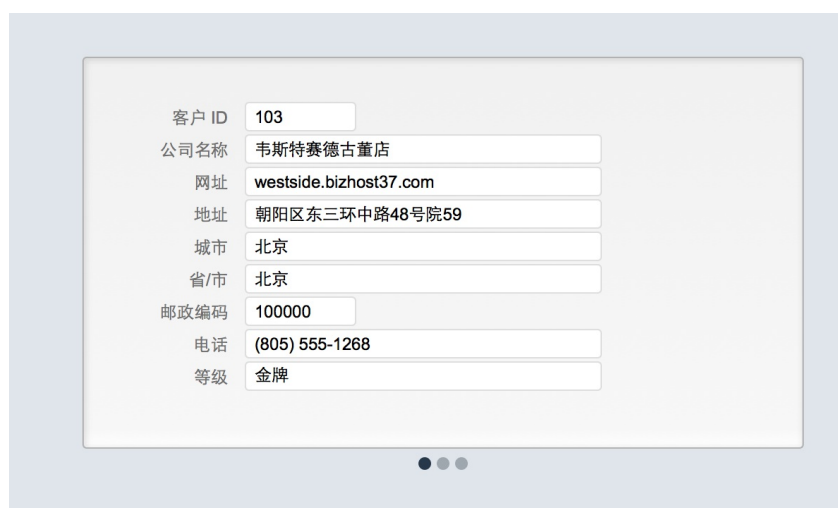 客户 ID 103
公司名称 韦斯特赛德古董店
网址 westside.bizhost37.com
地址 朝阳区东三环中路48号院59
城市 北京
省/市 北京
邮政编码 100000
电话 (805) 555-1268
等级 金牌